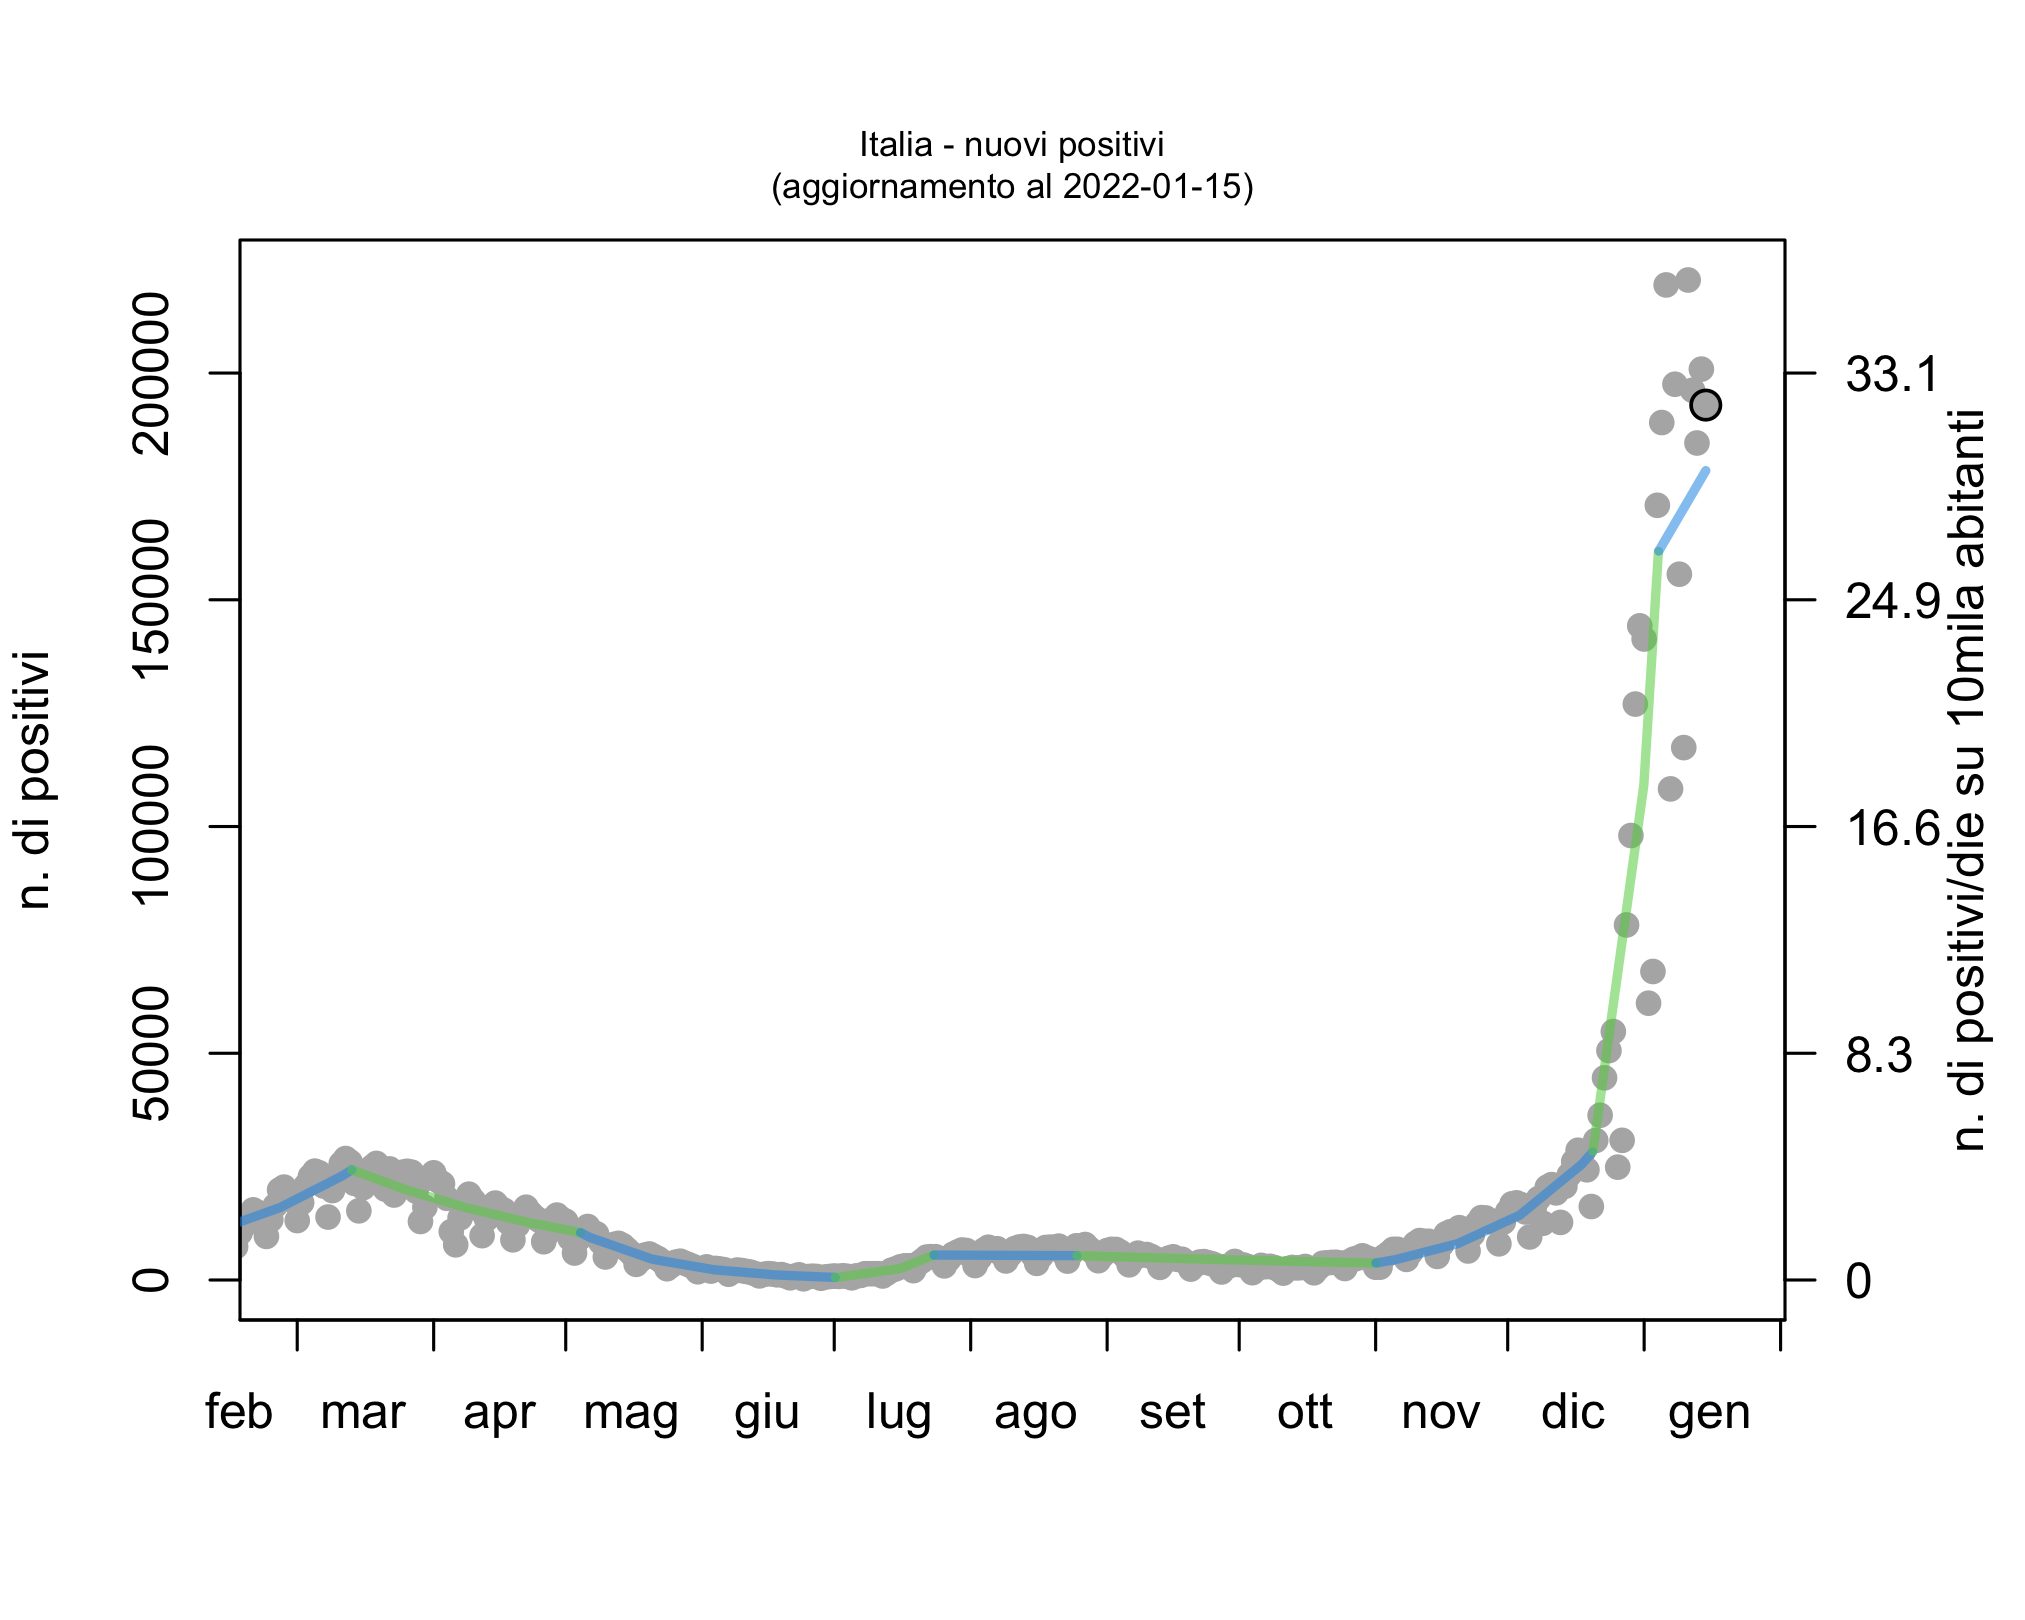 Italia - nuovi positivi
(aggiornamento al 2022-01-15)
n. di positivi
200000
150000
100000
50000
0
33.1
24.9
16.6
8.3
0
n. di positivi/die su 10mila abitanti
feb mar apr mag giu lug ago set ott nov dic gen